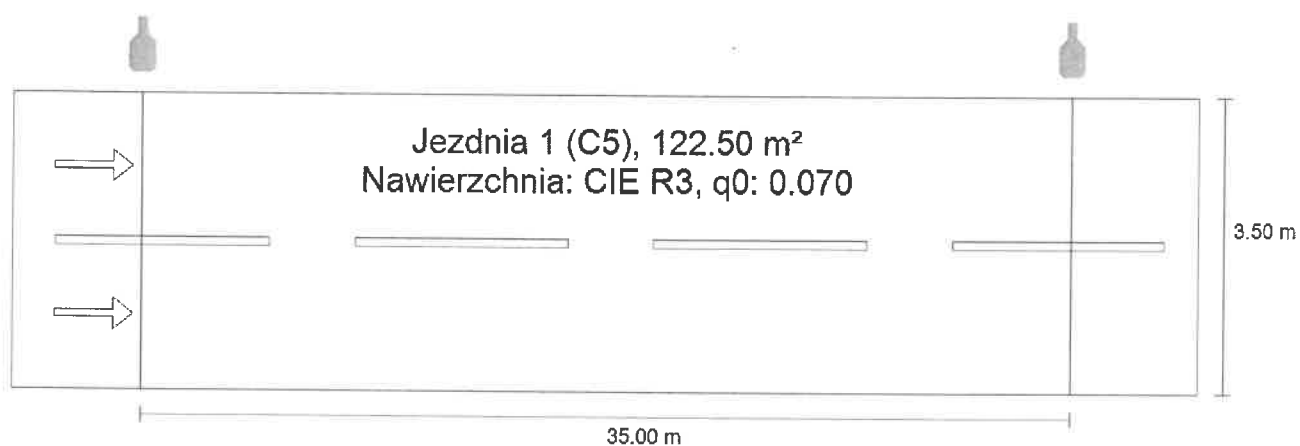 Jezdnia 1 (C5), 122.50 m²
Nawierzchnia: CIE R3, q0: 0.070
3.50 m
35.00 m